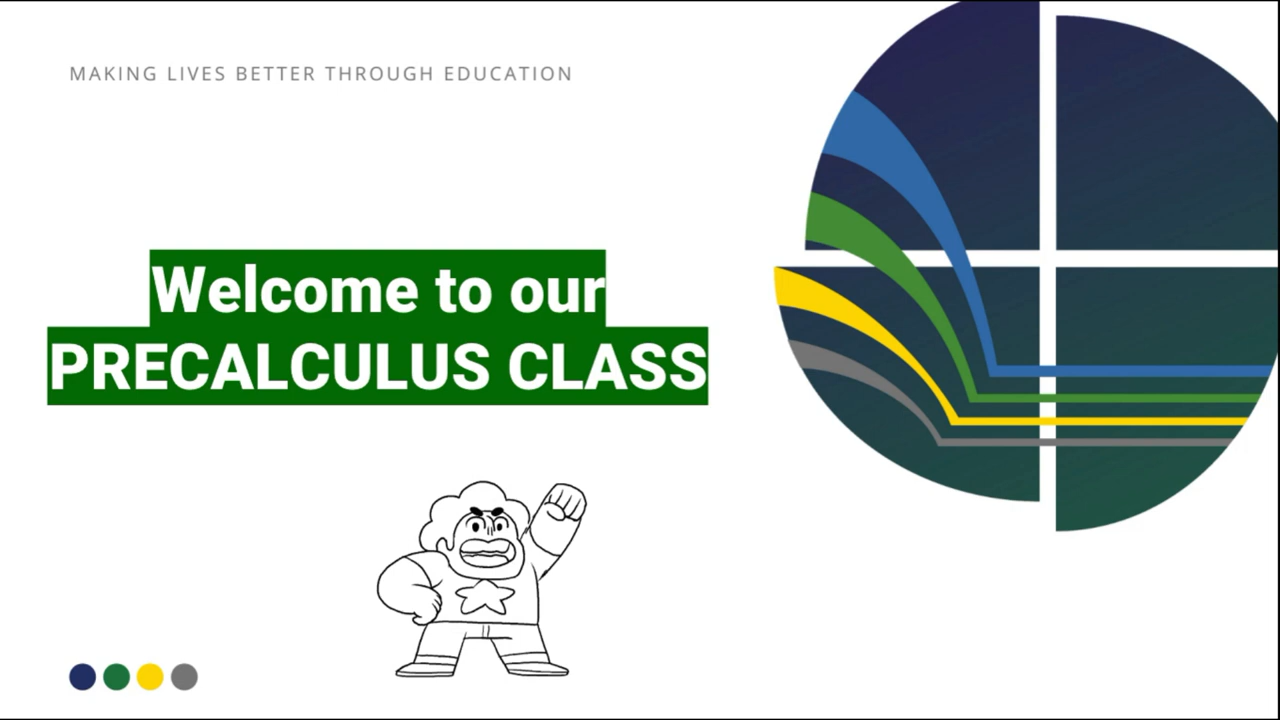 MAKING LIVES BETTER THROUGH EDUCATION
Welcome to our
PRECALCULUS CLASS